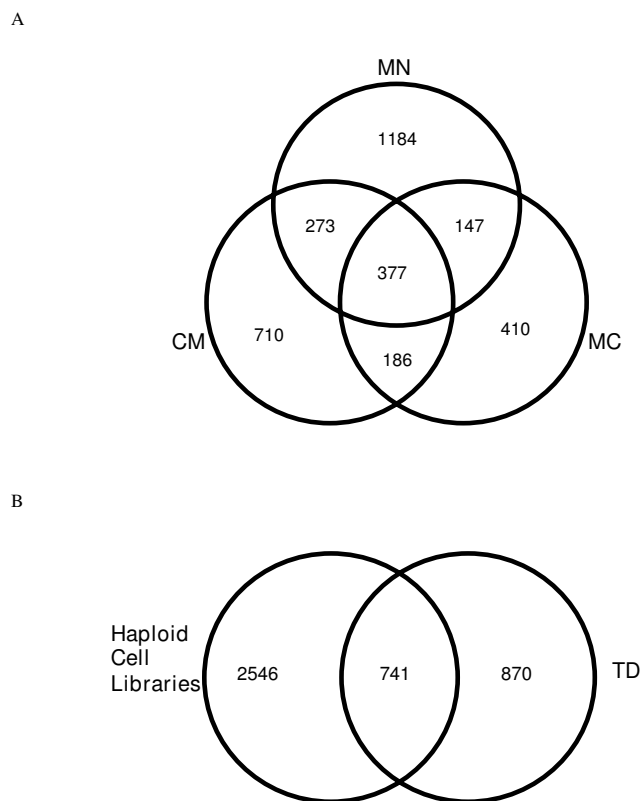 A
MN
1184
273
147
377
CM
710
186
410
MC
B
Haploid
Cell
Libraries
2546
741
870
TD